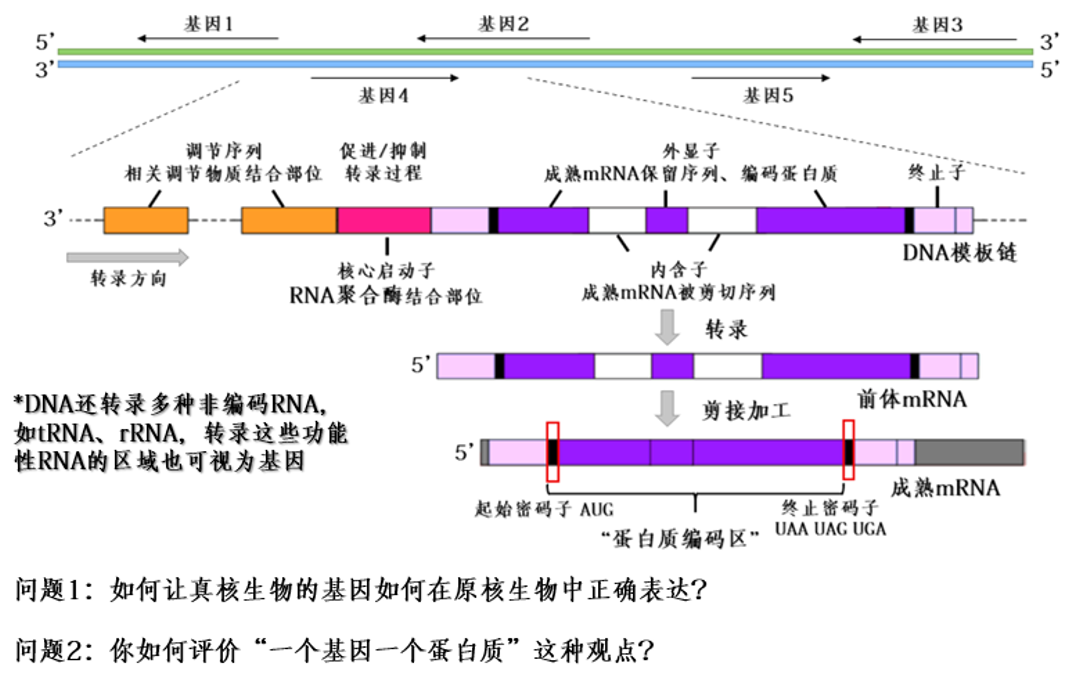 基因1
基因2
基因3
5’
3’
3’
5’
基因4
基因5
调节序列
相关调节物质结合部位
促进/抑制
转录过程
外显子
成熟mRNA保留序列、编码蛋白质
终止子
3’
DNA模板链
转录方向
核心启动子
RNA聚合酶结合部位
内含子
成熟mRNA被剪切序列
转录
5’
前体mRNA
*DNA还转录多种非编码RNA，
如tRNA、rRNA，转录这些功能
性RNA的区域也可视为基因
剪接加工
5’
成熟mRNA
起始密码子 AUG
终止密码子
UAA UAG UGA
“蛋白质编码区”
问题1：如何让真核生物的基因如何在原核生物中正确表达？
问题2：你如何评价“一个基因一个蛋白质”这种观点？